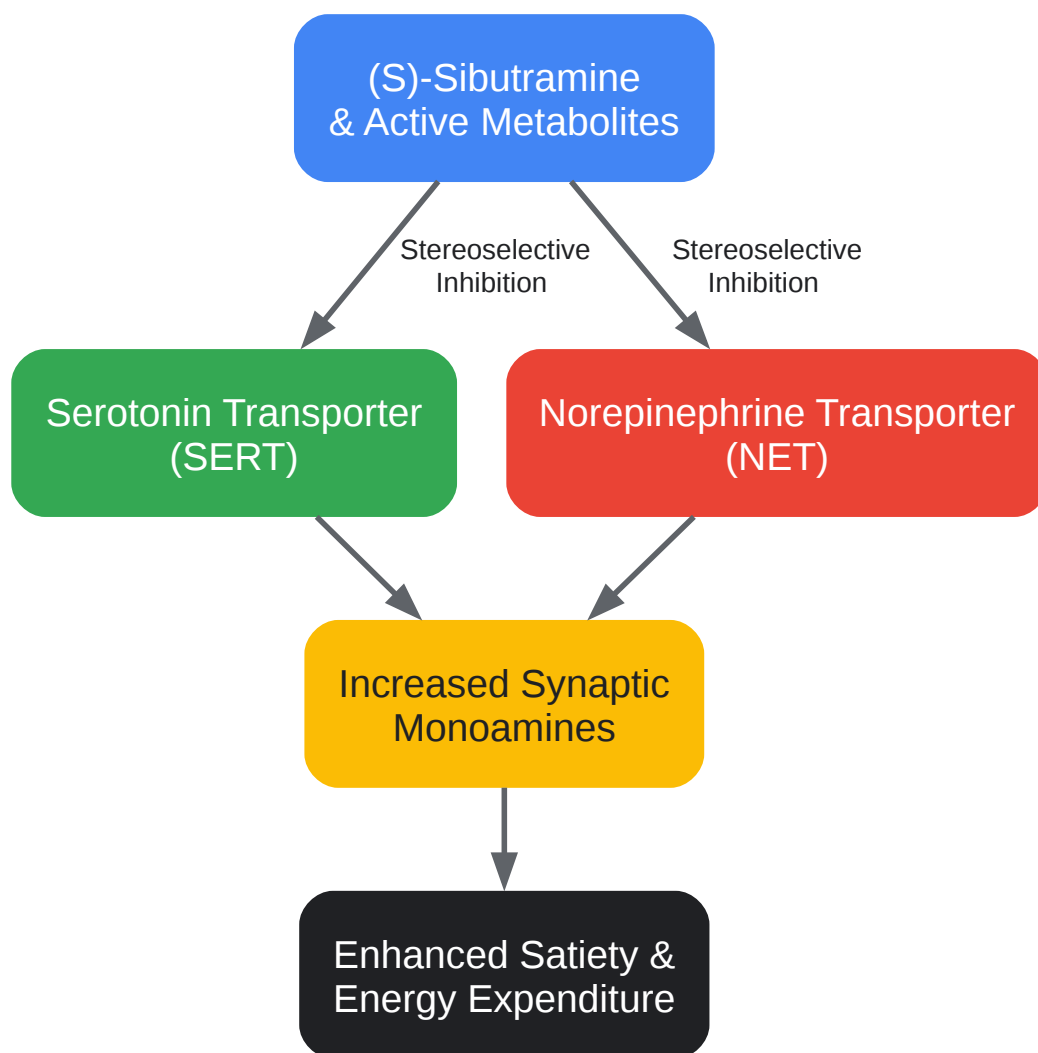 (S)-Sibutramine
& Active Metabolites
Stereoselective
Inhibition
Stereoselective
Inhibition
Serotonin Transporter
(SERT)
Norepinephrine Transporter
(NET)
Increased Synaptic
Monoamines
Enhanced Satiety &
Energy Expenditure